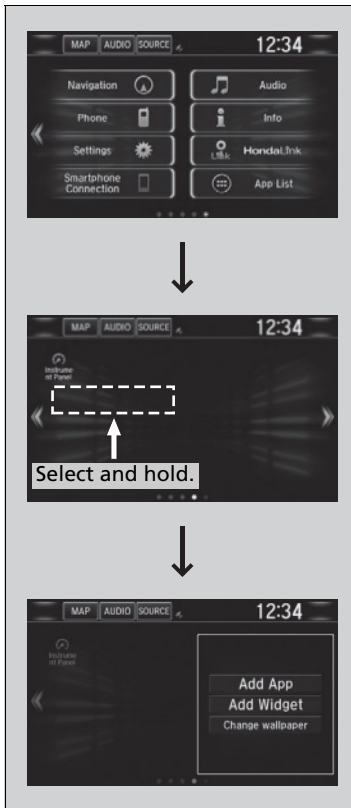 MAP AUDIO SOURCE 12:34
Navigation Audio
Phone Info
Settings Link HondaLink
Smartphone
Connection App List
MAP AUDIO SOURCE 12:34
Instrume
nt Panel
Select and hold.
MAP AUDIO SOURCE 12:34
Instrume
nt Panel
Add App
Add Widget
Change wallpaper